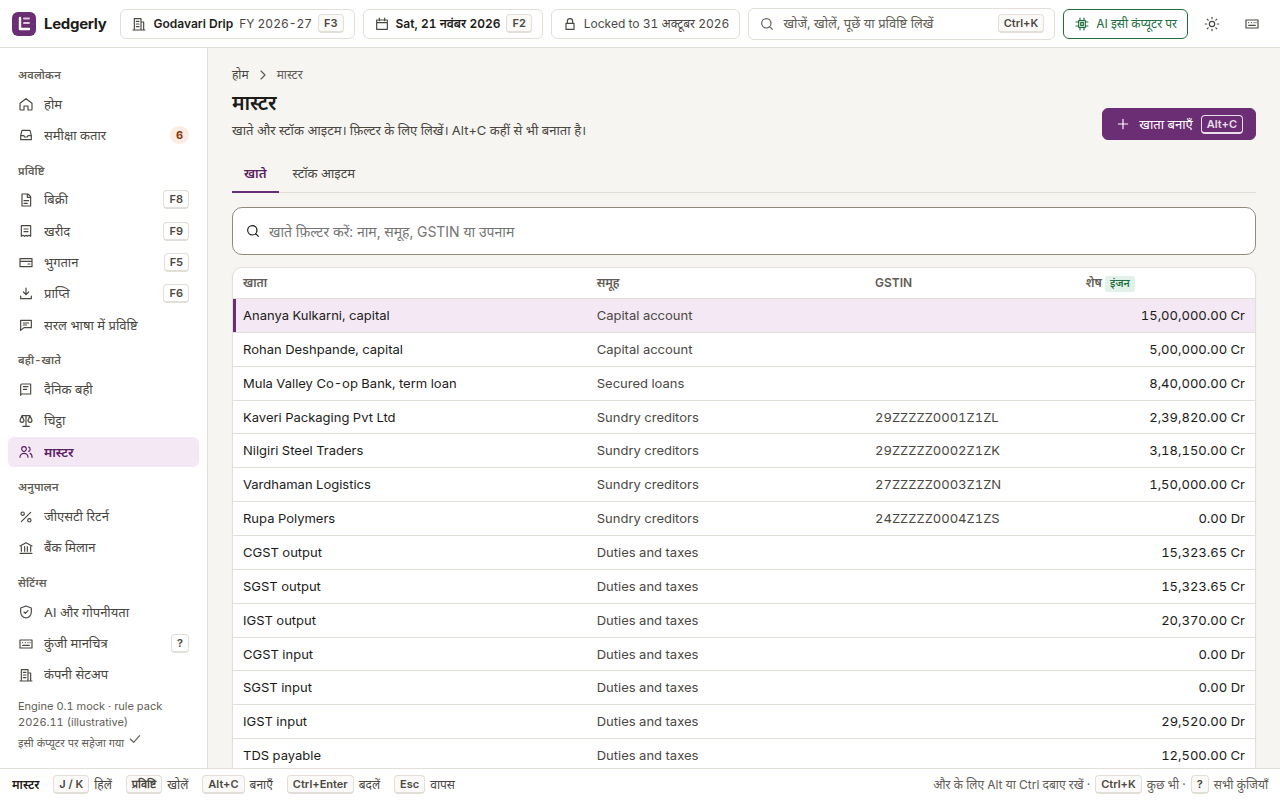 Ledgerly
Godavari Drip FY 2026-27 F3
Sat, 21 नवंबर 2026 F2
Locked to 31 अक्टूबर 2026
खोजें, खोलें, पूछें या प्रविष्टि लिखें Ctrl+K
AI इसी कंप्यूटर पर
अवलोकन
होम
समीक्षा कतार 6
प्रविष्टि
बिक्री F8
खरीद F9
भुगतान F5
प्राप्ति F6
सरल भाषा में प्रविष्टि
बही-खाते
दैनिक बही
चिट्ठा
मास्टर
अनुपालन
जीएसटी रिटर्न
बैंक मिलान
सेटिंग्स
AI और गोपनीयता
कुंजी मानचित्र ?
कंपनी सेटअप
Engine 0.1 mock · rule pack
2026.11 (illustrative)
इसी कंप्यूटर पर सहेजा गया
होम मास्टर
मास्टर
खाते और स्टॉक आइटम। फ़िल्टर के लिए लिखें। Alt+C कहीं से भी बनाता है।
खाता बनाएँ Alt+C
खाते स्टॉक आइटम
खाते फ़िल्टर करें: नाम, समूह, GSTIN या उपनाम
खाता समूह GSTIN शेष इंजन
Ananya Kulkarni, capital Capital account 15,00,000.00 Cr
Rohan Deshpande, capital Capital account 5,00,000.00 Cr
Mula Valley Co-op Bank, term loan Secured loans 8,40,000.00 Cr
Kaveri Packaging Pvt Ltd Sundry creditors 29ZZZZZ0001Z1ZL 2,39,820.00 Cr
Nilgiri Steel Traders Sundry creditors 29ZZZZZ0002Z1ZK 3,18,150.00 Cr
Vardhaman Logistics Sundry creditors 27ZZZZZ0003Z1ZN 1,50,000.00 Cr
Rupa Polymers Sundry creditors 24ZZZZZ0004Z1ZS 0.00 Dr
CGST output Duties and taxes 15,323.65 Cr
SGST output Duties and taxes 15,323.65 Cr
IGST output Duties and taxes 20,370.00 Cr
CGST input Duties and taxes 0.00 Dr
SGST input Duties and taxes 0.00 Dr
IGST input Duties and taxes 29,520.00 Dr
TDS payable Duties and taxes 12,500.00 Cr
मास्टर J / K हिलें प्रविष्टि खोलें Alt+C बनाएँ Ctrl+Enter बदलें Esc वापस
और के लिए Alt या Ctrl दबाए रखें · Ctrl+K कुछ भी · ? सभी कुंजियाँ